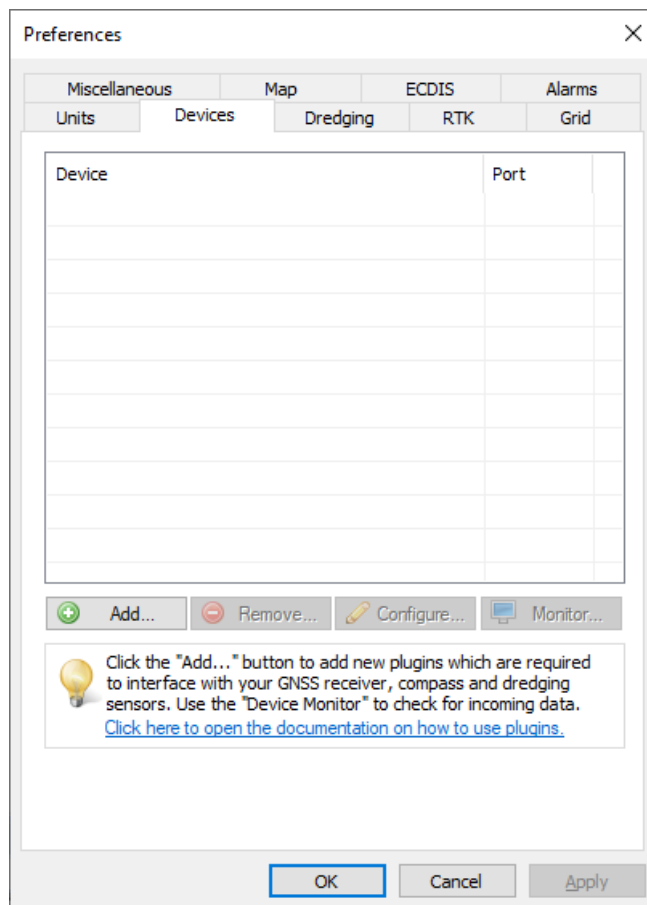 Preferences
Miscellaneous Map ECDIS Alarms
Units Devices Dredging RTK Grid
Device Port
Add... Remove... Configure... Monitor...
Click the "Add..." button to add new plugins which are required
to interface with your GNSS receiver, compass and dredging
sensors. Use the "Device Monitor" to check for incoming data.
Click here to open the documentation on how to use plugins.
OK Cancel Apply